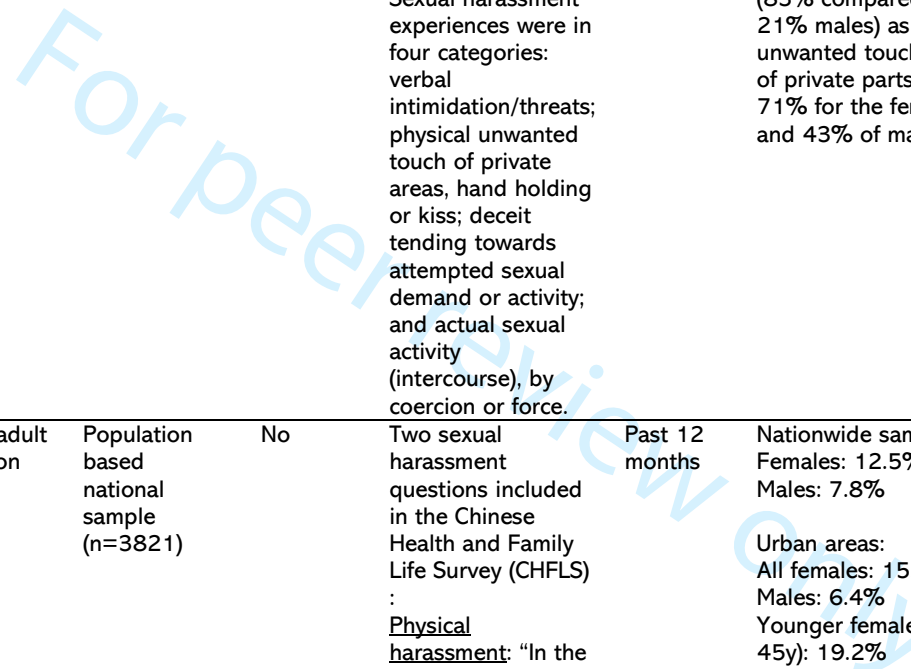 Sexual harassment
experiences were in
four categories:
verbal
intimidation/threats;
physical unwanted
touch of private
areas, hand holding
or kiss; deceit
tending towards
attempted sexual
demand or activity;
and actual sexual
activity
(intercourse), by
coercion or force.
compared
21% males) as
unwanted touch
of private parts
71% for the fe
and 43% of ma
adult
on
Population
based
national
sample
(n=3821)
No
Two sexual
harassment
questions included
in the Chinese
Health and Family
Life Survey (CHFLS)
:
Physical
harassment: “In the
Past 12
months
Nationwide sam
Females: 12.5%
Males: 7.8%
Urban areas:
All females: 15
Males: 6.4%
Younger female
45y): 19.2%
For peer review only